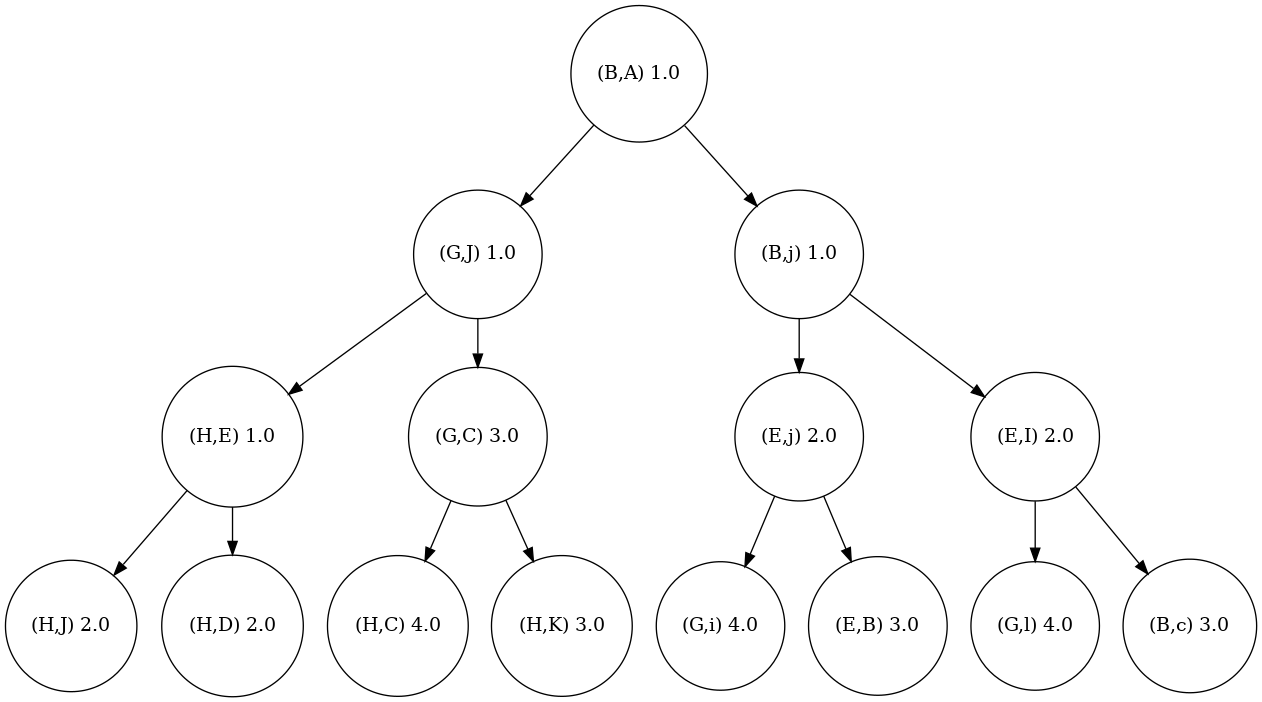 (B,A) 1.0
(G,J) 1.0
(B,j) 1.0
(H,E) 1.0
(G,C) 3.0
(E,j) 2.0
(E,I) 2.0
(H,J) 2.0
(H,D) 2.0
(H,C) 4.0
(H,K) 3.0
(G,i) 4.0
(E,B) 3.0
(G,l) 4.0
(B,c) 3.0